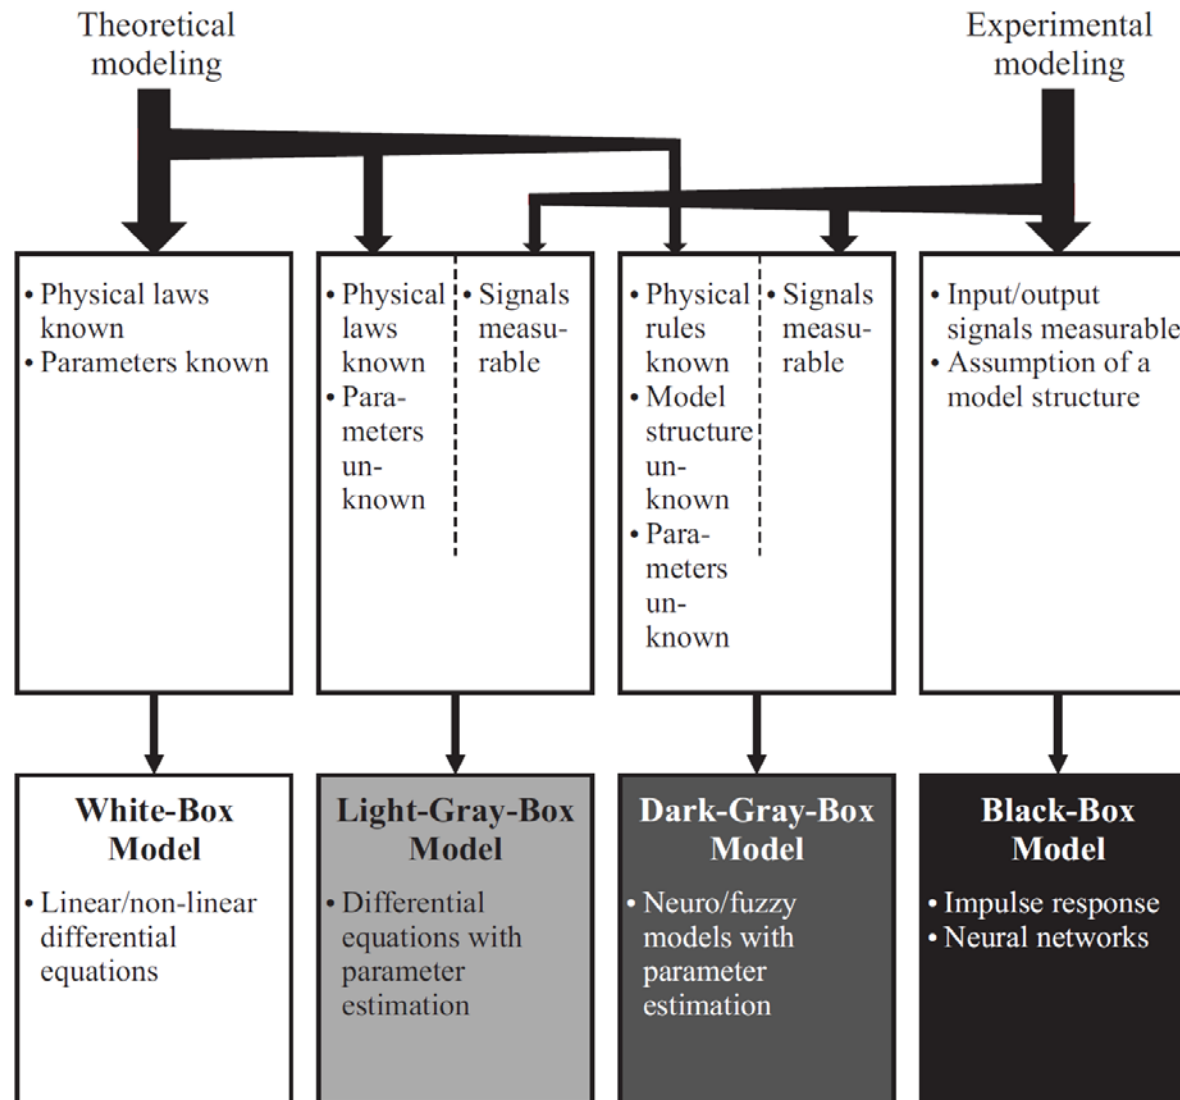 Theoretical
modeling
Experimental
modeling
• Physical laws
known
• Parameters known
• Physical
laws
known
• Para-
meters
un-
known
• Signals
measu-
rable
• Physical
rules
known
• Model
structure
un-
known
• Para-
meters
un-
known
• Signals
measu-
rable
• Input/output
signals measurable
• Assumption of a
model structure
White-Box
Model
• Linear/non-linear
differential
equations
Light-Gray-Box
Model
• Differential
equations with
parameter
estimation
Dark-Gray-Box
Model
• Neuro/fuzzy
models with
parameter
estimation
Black-Box
Model
• Impulse response
• Neural networks